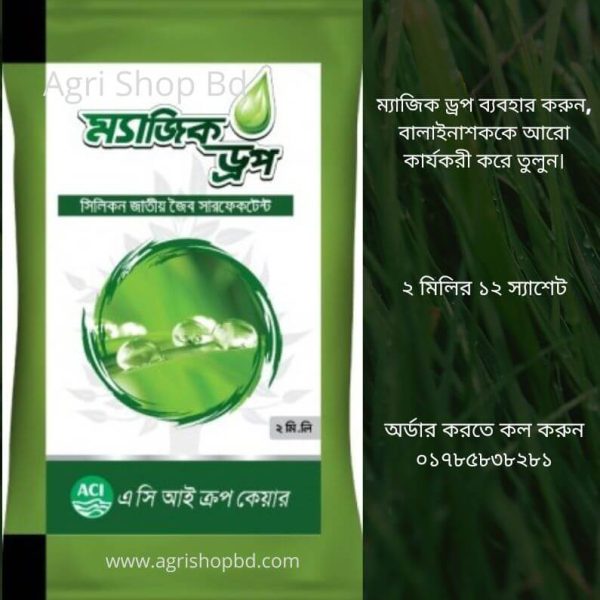 Agri Shop Bd
ম্যাজিক
ড্রপ
সিলিকন জাতীয় জৈব সারফেকটেন্ট
২ মি.লি
ACI
এ সি আই ক্রপ কেয়ার
www.agrishopbd.com
ম্যাজিক ড্রপ ব্যবহার করুন,
বালাইনাশককে আরো
কার্যকরী করে তুলুন।
২ মিলির ১২ স্যাশেট
অর্ডার করতে কল করুন
০১৭৮৫৮৩৮২৮১